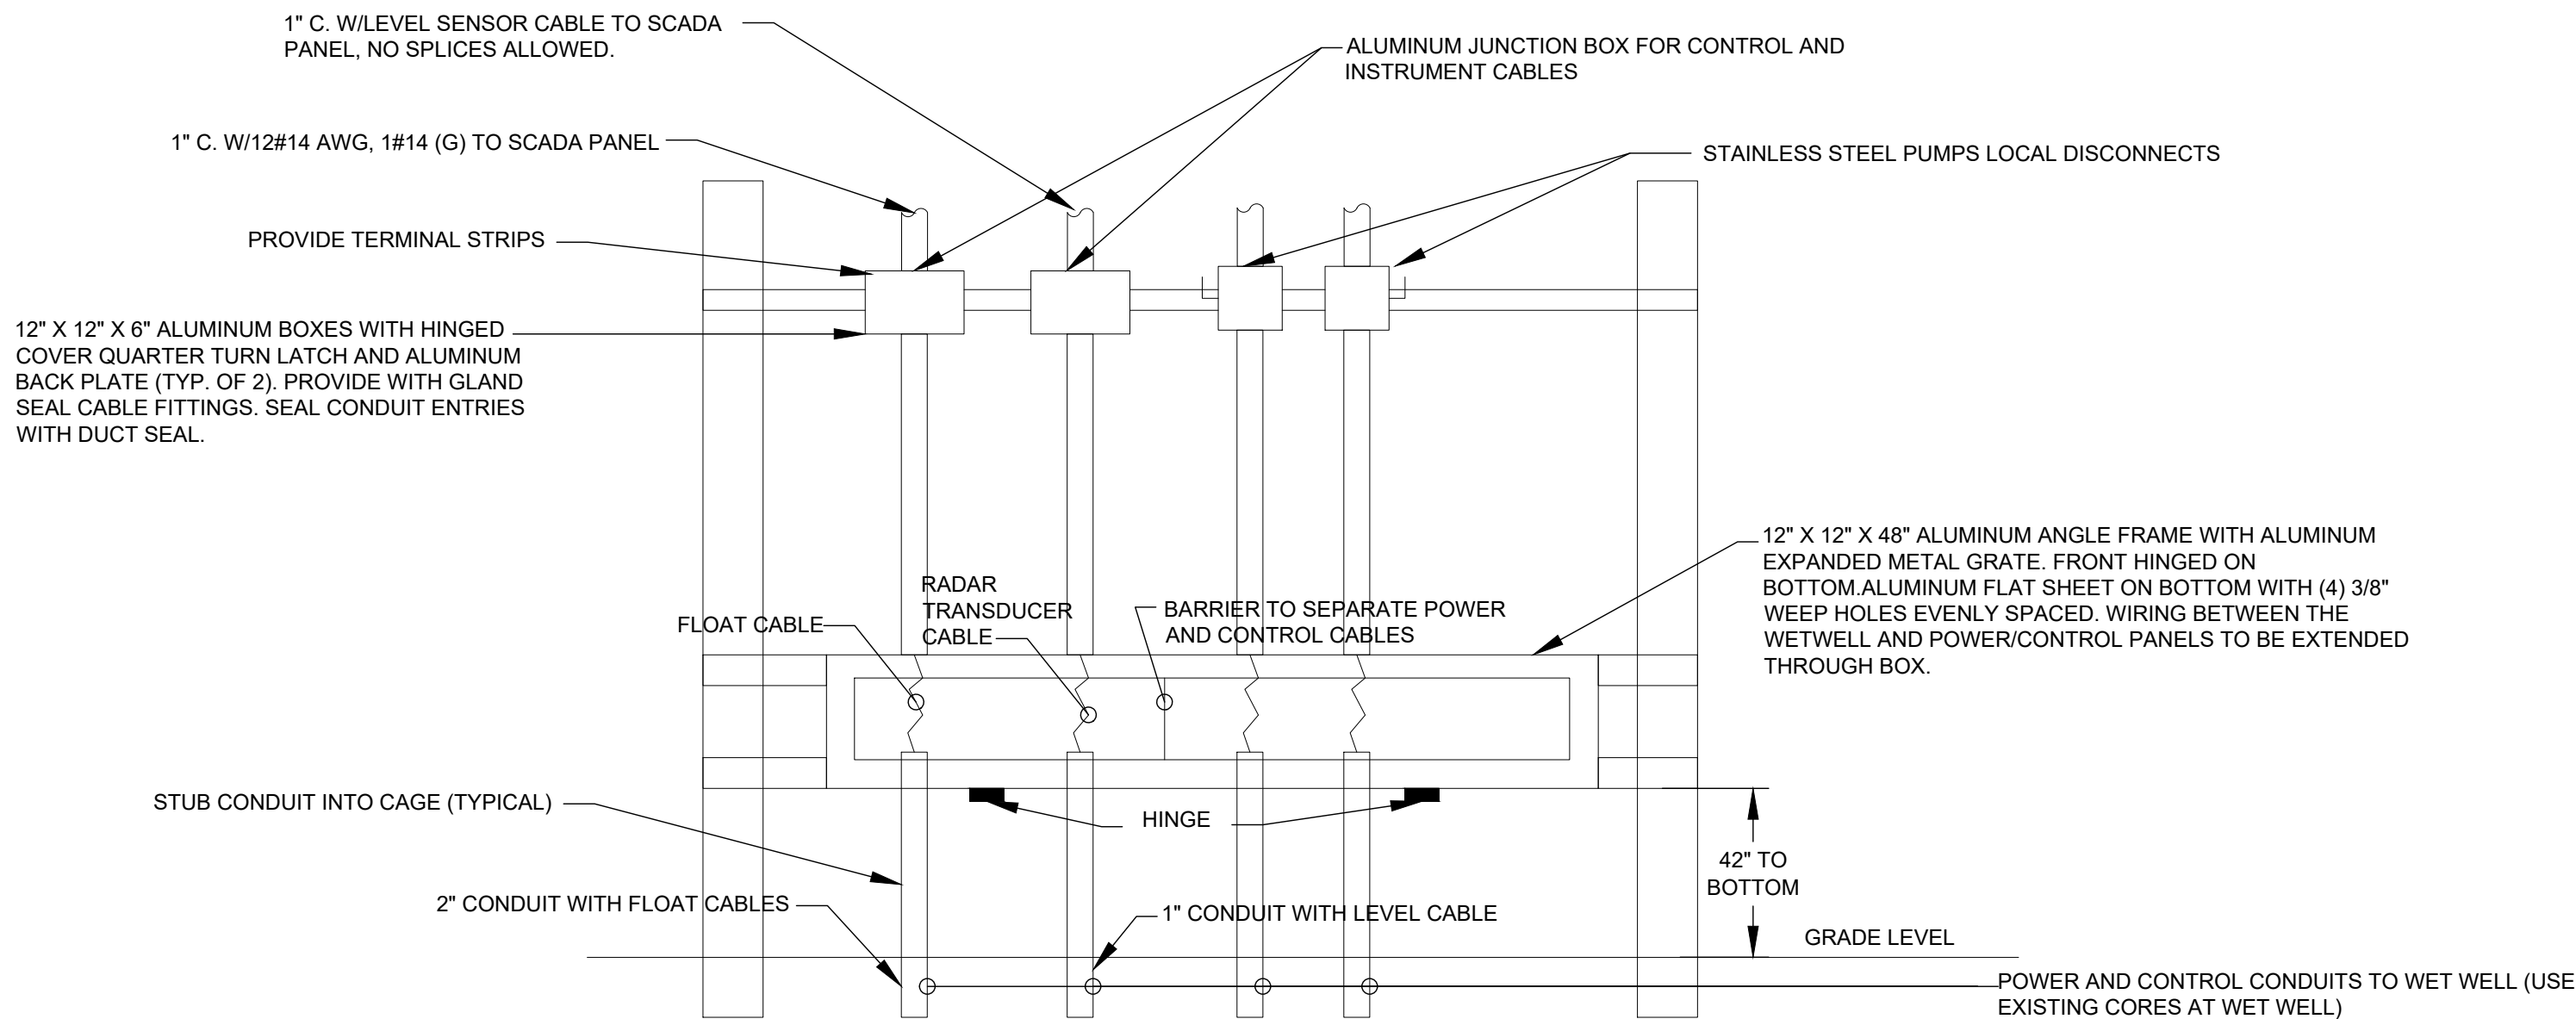 1" C. W/LEVEL SENSOR CABLE TO SCADA
PANEL, NO SPLICES ALLOWED.
ALUMINUM JUNCTION BOX FOR CONTROL AND
INSTRUMENT CABLES
1" C. W/12#14 AWG, 1#14 (G) TO SCADA PANEL
STAINLESS STEEL PUMPS LOCAL DISCONNECTS
PROVIDE TERMINAL STRIPS
12" X 12" X 6" ALUMINUM BOXES WITH HINGED
COVER QUARTER TURN LATCH AND ALUMINUM
BACK PLATE (TYP. OF 2). PROVIDE WITH GLAND
SEAL CABLE FITTINGS. SEAL CONDUIT ENTRIES
WITH DUCT SEAL.
12" X 12" X 48" ALUMINUM ANGLE FRAME WITH ALUMINUM
EXPANDED METAL GRATE. FRONT HINGED ON
BOTTOM.ALUMINUM FLAT SHEET ON BOTTOM WITH (4) 3/8"
WEEP HOLES EVENLY SPACED. WIRING BETWEEN THE
WETWELL AND POWER/CONTROL PANELS TO BE EXTENDED
THROUGH BOX.
FLOAT CABLE
RADAR
TRANSDUCER
CABLE
BARRIER TO SEPARATE POWER
AND CONTROL CABLES
STUB CONDUIT INTO CAGE (TYPICAL)
HINGE
42" TO
BOTTOM
2" CONDUIT WITH FLOAT CABLES
1" CONDUIT WITH LEVEL CABLE
GRADE LEVEL
POWER AND CONTROL CONDUITS TO WET WELL (USE
EXISTING CORES AT WET WELL)